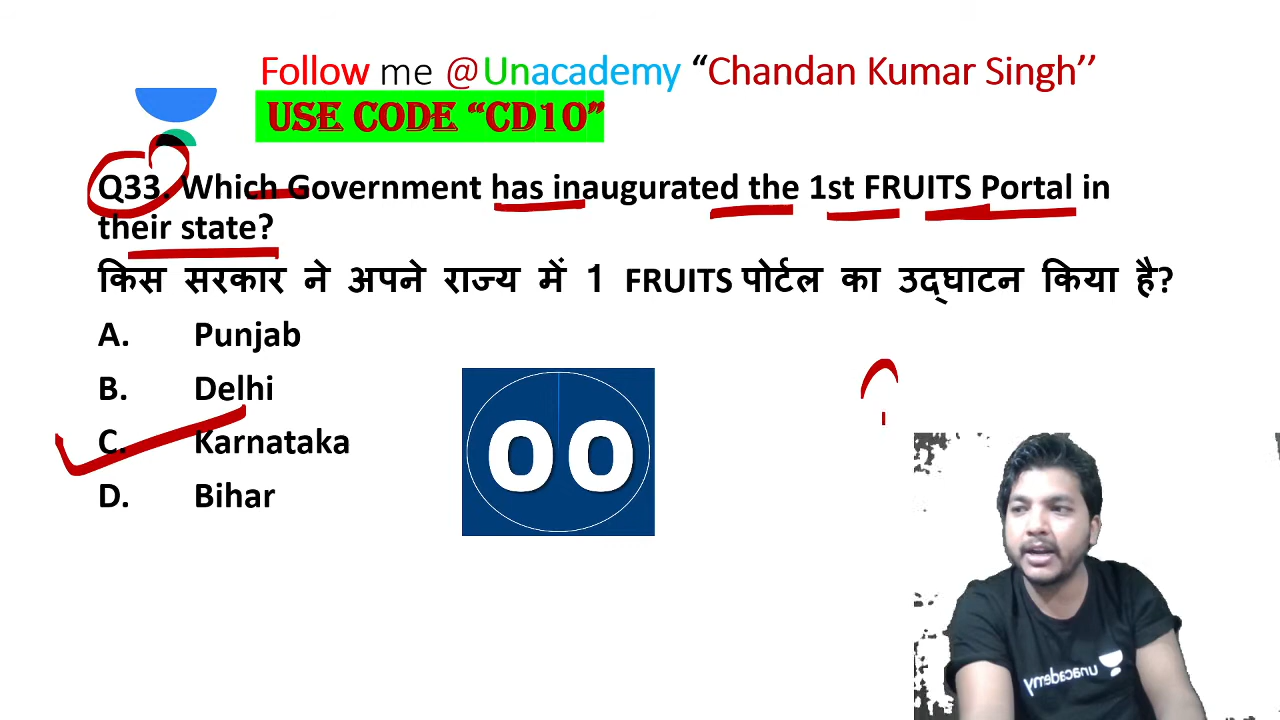 Follow me @Unacademy “Chandan Kumar Singh’’
USE CODE “CD10”
Q33. Which Government has inaugurated the 1st FRUITS Portal in
their state?
किस सरकार ने अपने राज्य में 1 FRUITS पोर्टल का उद्घाटन किया है?
A. Punjab
B. Delhi
C. Karnataka
D. Bihar
00
unacademy